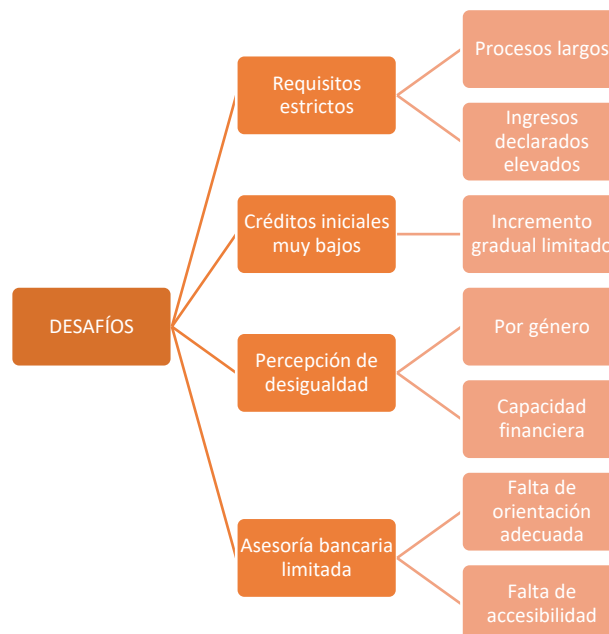 DESAFÍOS
Requisitos
estrictos
Procesos largos
Ingresos
declarados
elevados
Créditos iniciales
muy bajos
Incremento
gradual limitado
Percepción de
desigualdad
Por género
Capacidad
financiera
Asesoría bancaria
limitada
Falta de
orientación
adecuada
Falta de
accesibilidad